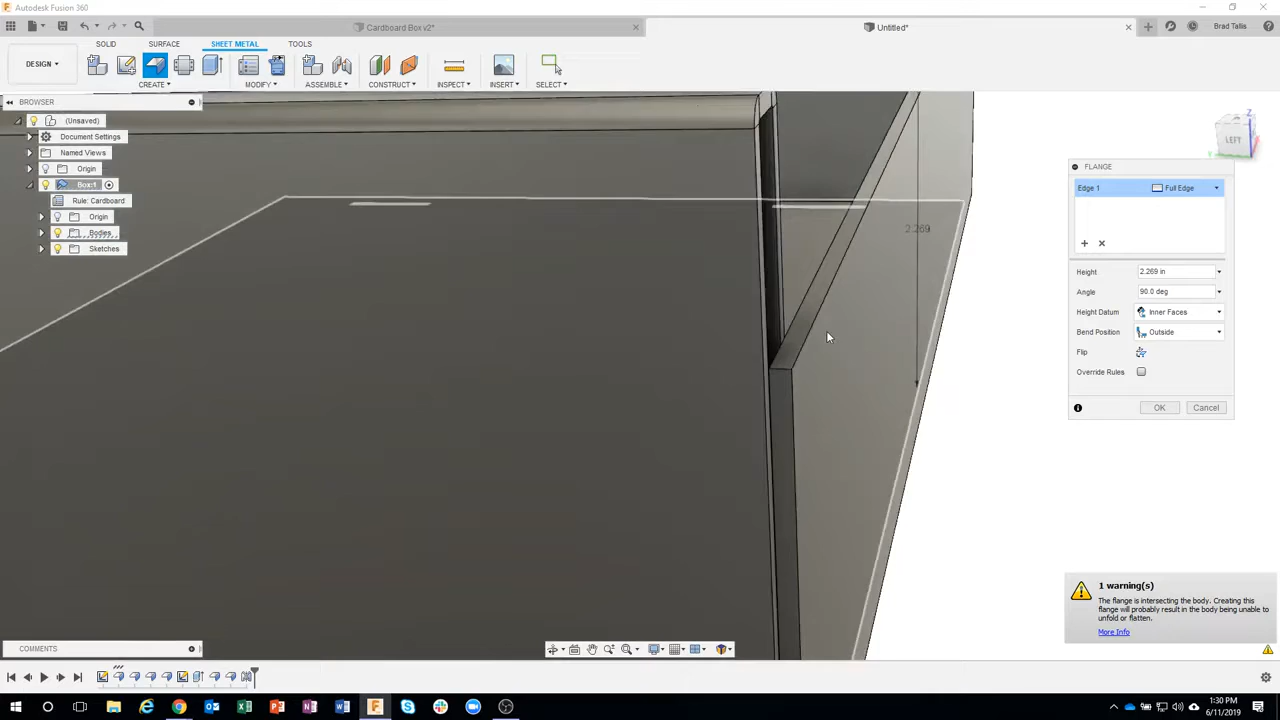 Autodesk Fusion 360
Cardboard Box v2*
Untitled*
Brad Tallis
DESIGN
SOLID
SURFACE
SHEET METAL
TOOLS
CREATE
MODIFY
ASSEMBLE
CONSTRUCT
INSPECT
INSERT
SELECT
BROWSER
(Unsaved)
Document Settings
Named Views
Origin
Box:1
Rule: Cardboard
Origin
Bodies
Sketches
2.269
Z
LEFT
Y
FLANGE
Edge 1 Full Edge
Height 2.269 in
Angle 90.0 deg
Height Datum Inner Faces
Bend Position Outside
Flip
Override Rules
OK Cancel
1 warning(s)
The flange is intersecting the body. Creating this
flange will probably result in the body being unable to
unfold or flatten.
More Info
COMMENTS
1:30 PM
6/11/2019